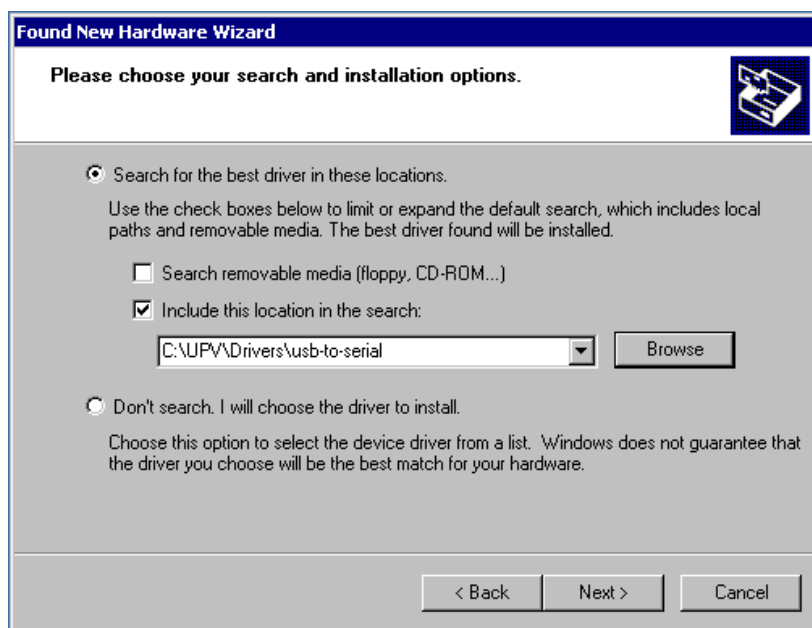 Found New Hardware Wizard
Please choose your search and installation options.
Search for the best driver in these locations.
Use the check boxes below to limit or expand the default search, which includes local
paths and removable media. The best driver found will be installed.
Search removable media (floppy, CD-ROM...)
Include this location in the search:
C:\UPV\Drivers\usb-to-serial
Browse
Don't search. I will choose the driver to install.
Choose this option to select the device driver from a list.  Windows does not guarantee that
the driver you choose will be the best match for your hardware.
< Back
Next >
Cancel